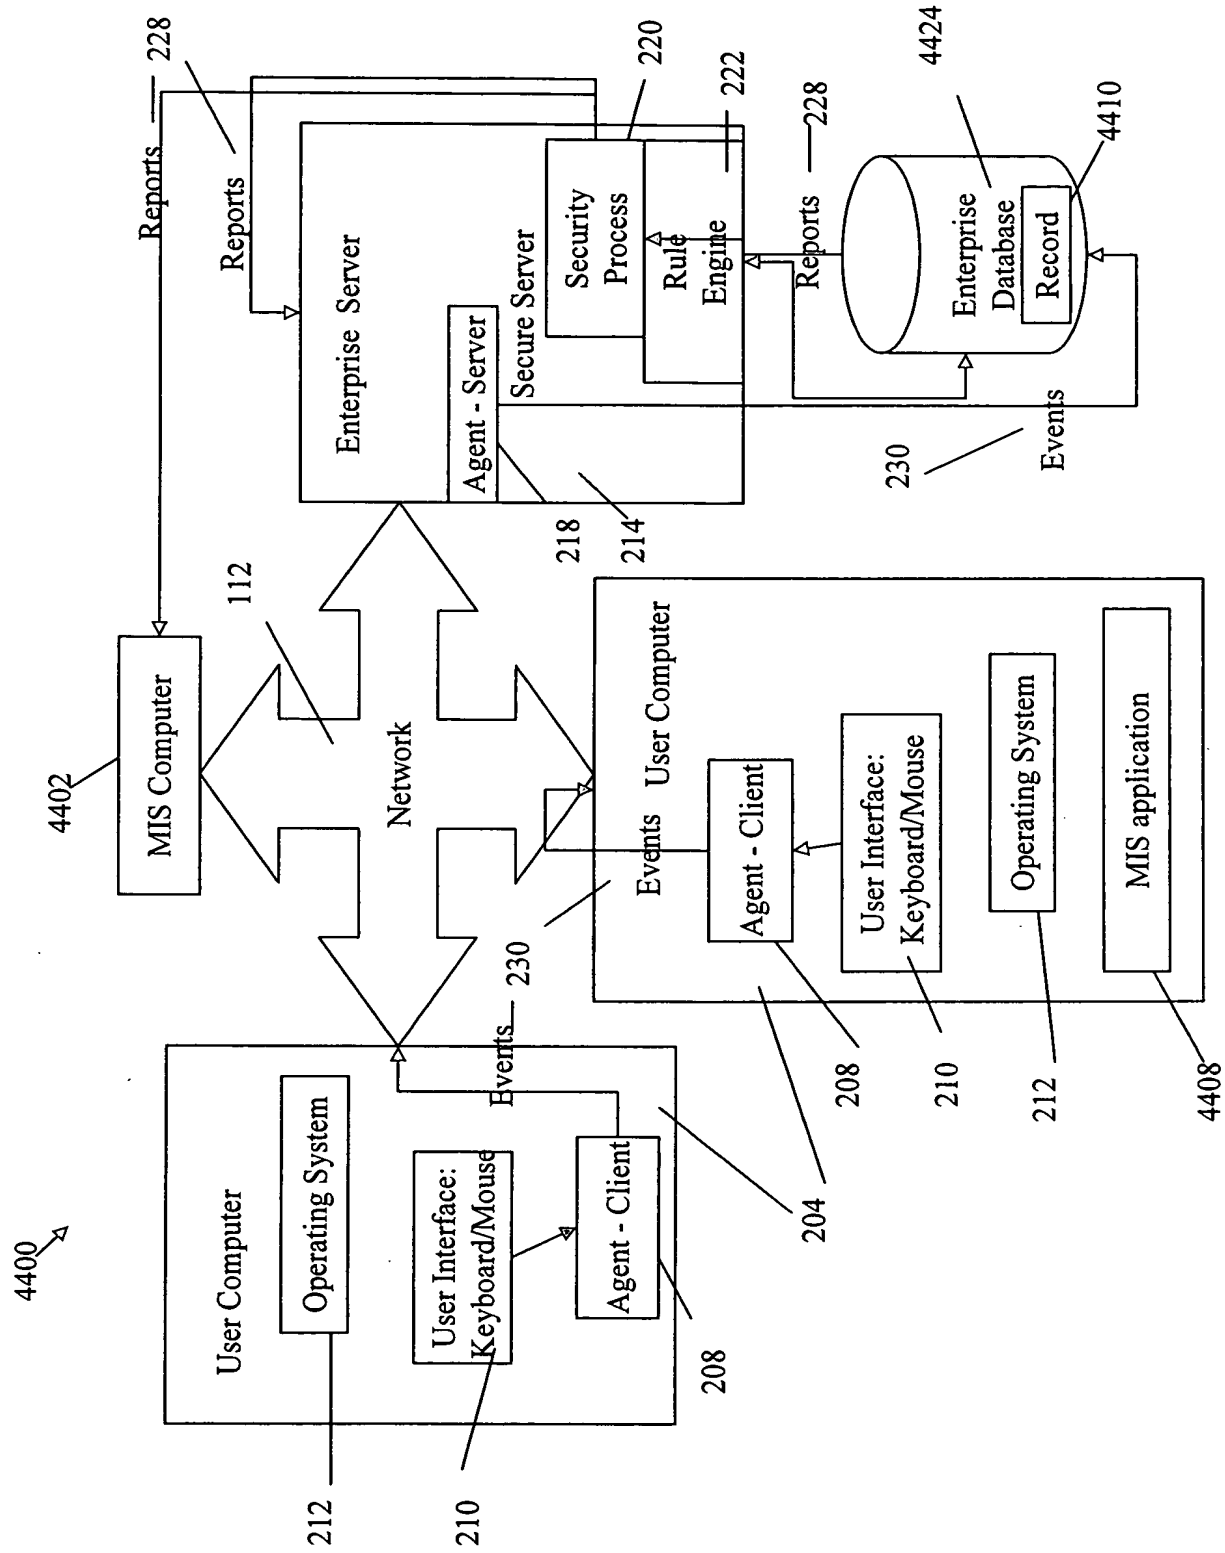 4400
User Computer
Operating System
212
User Interface:
Keyboard/Mouse
210
Agent - Client
208
Events
230
204
4402
MIS Computer
112
Network
Reports
228
Reports
Enterprise Server
Agent - Server
218
214
Secure Server
Security
Process
220
Rule
Engine
222
Reports
228
Enterprise
Database
4424
Record
4410
Events
230
User Computer
Events
230
Agent - Client
208
User Interface:
Keyboard/Mouse
210
Operating System
212
MIS application
4408